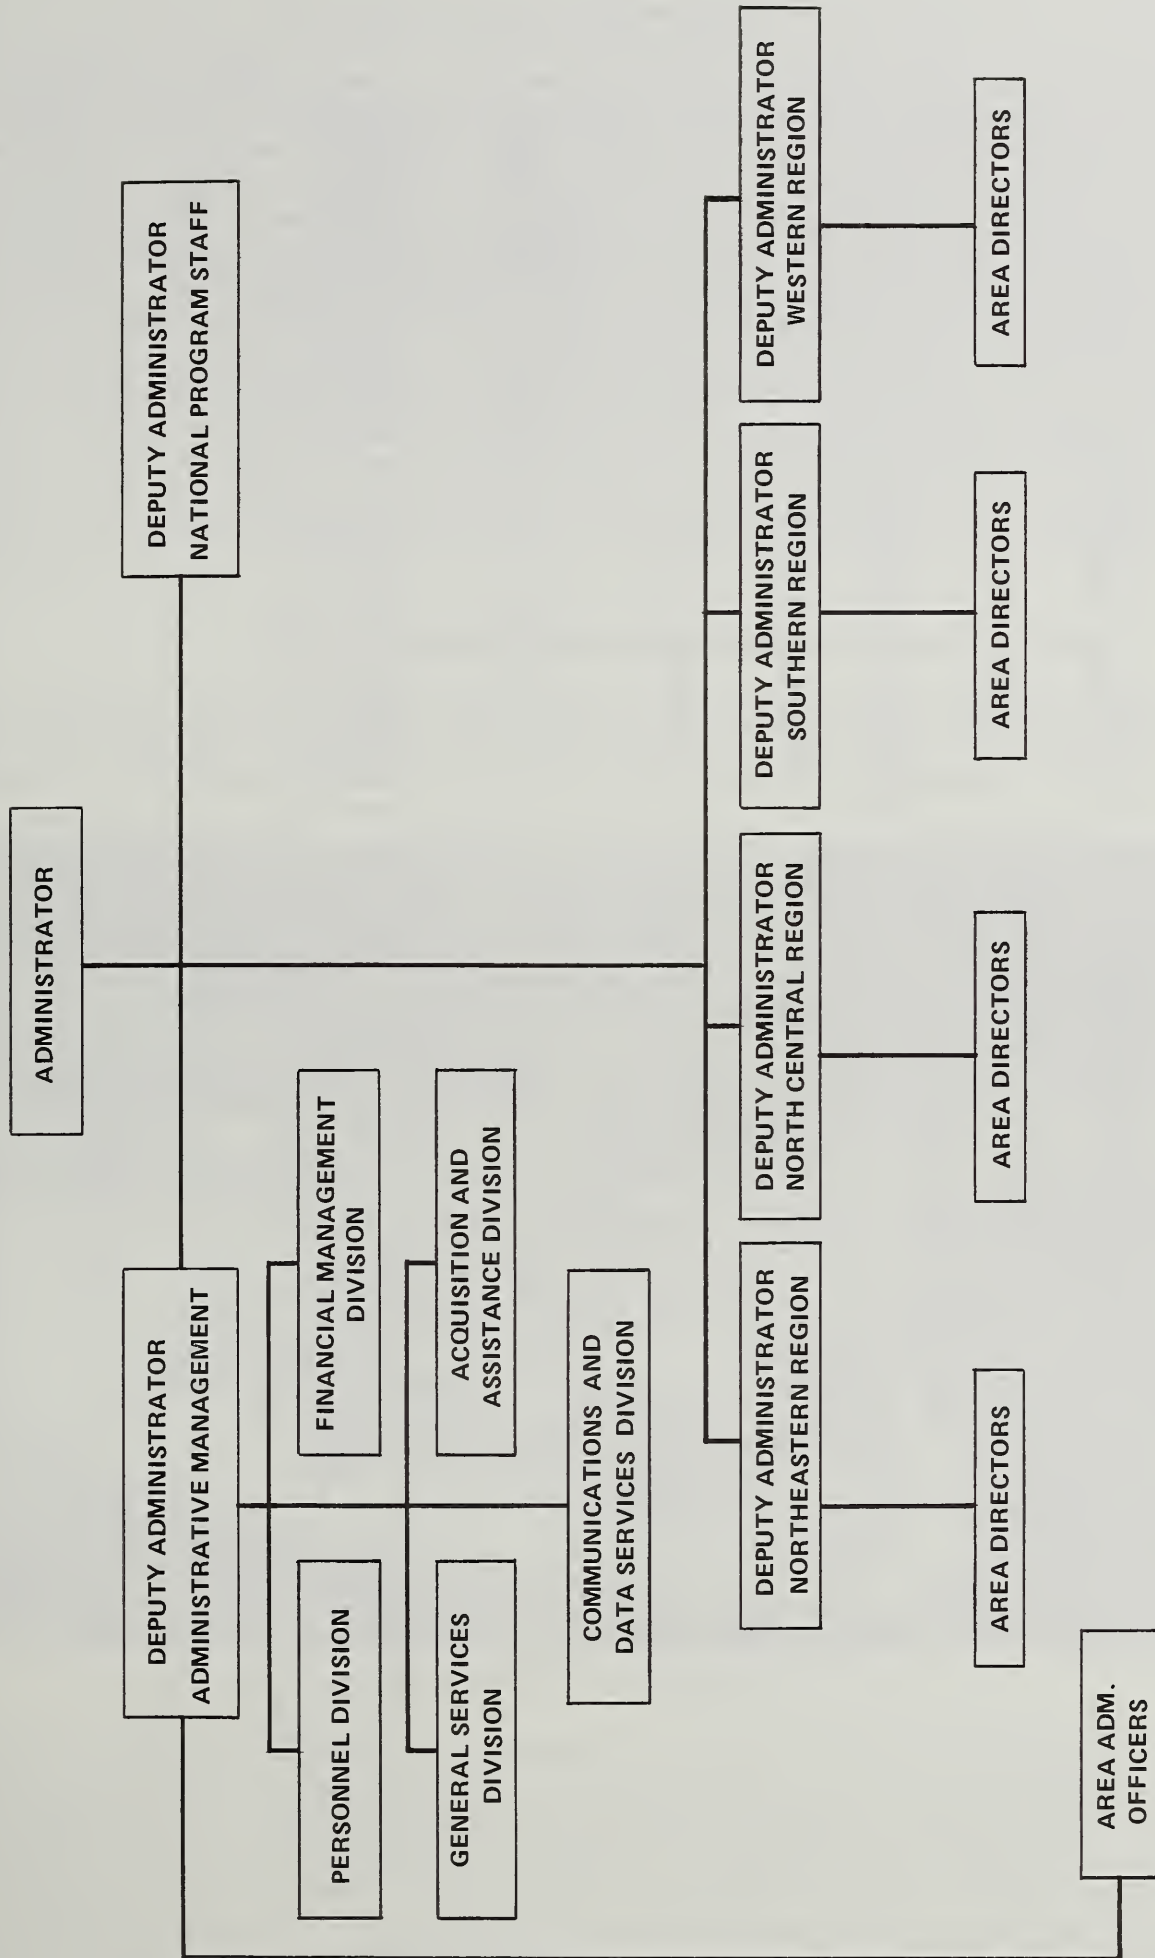 ADMINISTRATOR
DEPUTY ADMINISTRATOR
ADMINISTRATIVE MANAGEMENT
DEPUTY ADMINISTRATOR
NATIONAL PROGRAM STAFF
PERSONNEL DIVISION
FINANCIAL MANAGEMENT
DIVISION
GENERAL SERVICES
DIVISION
ACQUISITION AND
ASSISTANCE DIVISION
COMMUNICATIONS AND
DATA SERVICES DIVISION
DEPUTY ADMINISTRATOR
NORTHEASTERN REGION
DEPUTY ADMINISTRATOR
NORTH CENTRAL REGION
DEPUTY ADMINISTRATOR
SOUTHERN REGION
DEPUTY ADMINISTRATOR
WESTERN REGION
AREA DIRECTORS
AREA DIRECTORS
AREA DIRECTORS
AREA DIRECTORS
AREA ADM.
OFFICERS